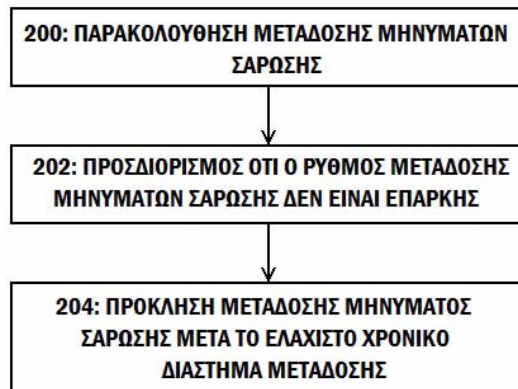 200: ΠΑΡΑΚΟΛΟΥΘΗΣΗ ΜΕΤΑΔΟΣΗΣ ΜΗΝΥΜΑΤΩΝ
ΣΑΡΩΣΗΣ
202: ΠΡΟΣΔΙΟΡΙΣΜΟΣ ΟΤΙ Ο ΡΥΘΜΟΣ ΜΕΤΑΔΟΣΗΣ
ΜΗΝΥΜΑΤΩΝ ΣΑΡΩΣΗΣ ΔΕΝ ΕΙΝΑΙ ΕΠΑΡΚΗΣ
204: ΠΡΟΚΛΗΣΗ ΜΕΤΑΔΟΣΗΣ ΜΗΝΥΜΑΤΟΣ
ΣΑΡΩΣΗΣ ΜΕΤΑ ΤΟ ΕΛΑΧΙΣΤΟ ΧΡΟΝΙΚΟ
ΔΙΑΣΤΗΜΑ ΜΕΤΑΔΟΣΗΣ